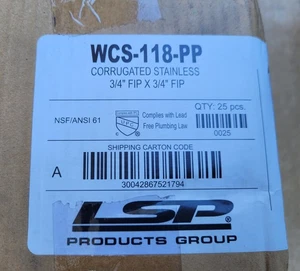 WCS-118-PP
CORRUGATED STAINLESS
3/4" FIP X 3/4" FIP
NSF/ANSI 61
Complies with Lead
Free Plumbing Law
QTY: 25 pcs.
0025
SHIPPING CARTON CODE
A
30042867521794
LSP
PRODUCTS GROUP